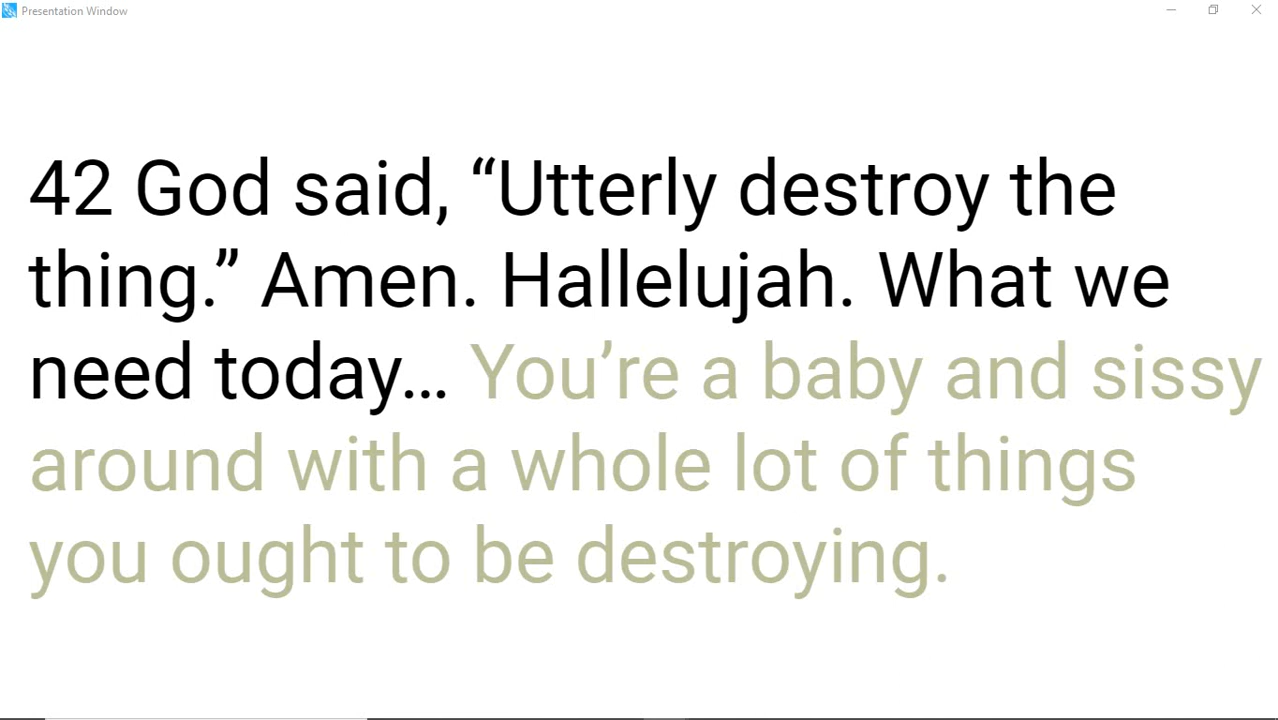 Presentation Window
42 God said, “Utterly destroy the
thing.” Amen. Hallelujah. What we
need today… You’re a baby and sissy
around with a whole lot of things
you ought to be destroying.